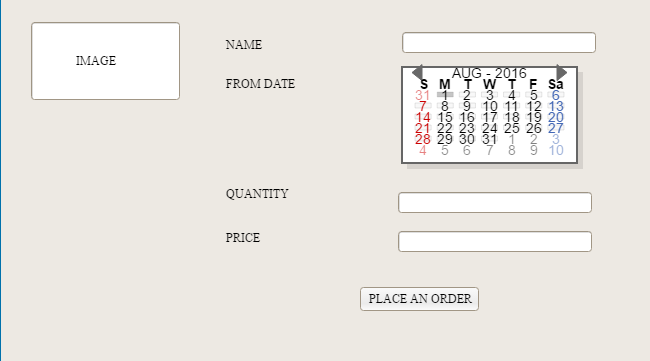 IMAGE
NAME
FROM DATE
AUG - 2016
S M T W T F Sa
31 1 2 3 4 5 6
7 8 9 10 11 12 13
14 15 16 17 18 19 20
21 22 23 24 25 26 27
28 29 30 31 1 2 3
4 5 6 7 8 9 10
QUANTITY
PRICE
PLACE AN ORDER